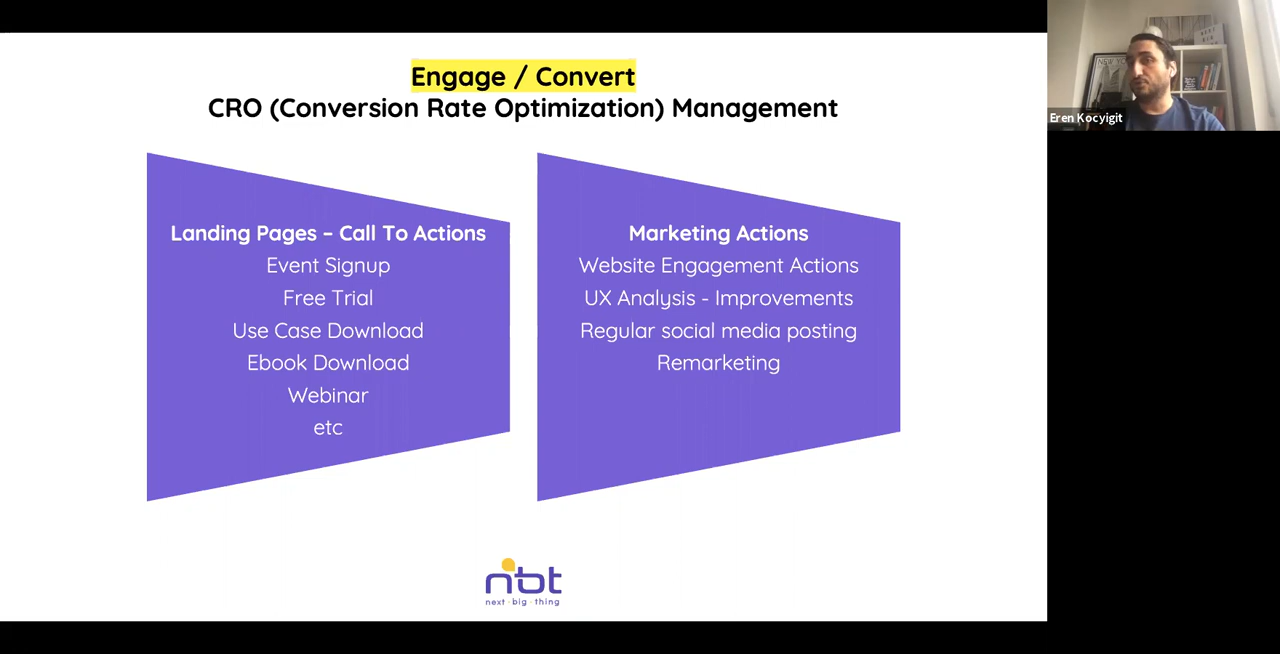 Engage / Convert
CRO (Conversion Rate Optimization) Management
Landing Pages – Call To Actions
Event Signup
Free Trial
Use Case Download
Ebook Download
Webinar
etc
Marketing Actions
Website Engagement Actions
UX Analysis - Improvements
Regular social media posting
Remarketing
nbt
next · big · thing
Eren Kocyigit